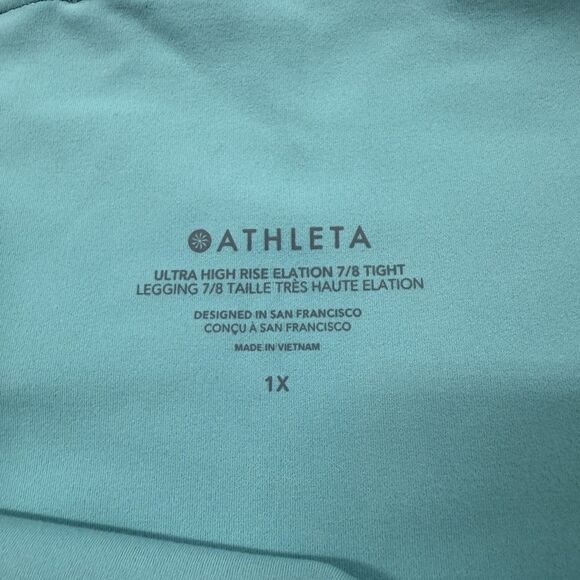 ATHLETA
ULTRA HIGH RISE ELATION 7/8 TIGHT
LEGGING 7/8 TAILLE TRÈS HAUTE ELATION
DESIGNED IN SAN FRANCISCO
CONÇU À SAN FRANCISCO
MADE IN VIETNAM
1X